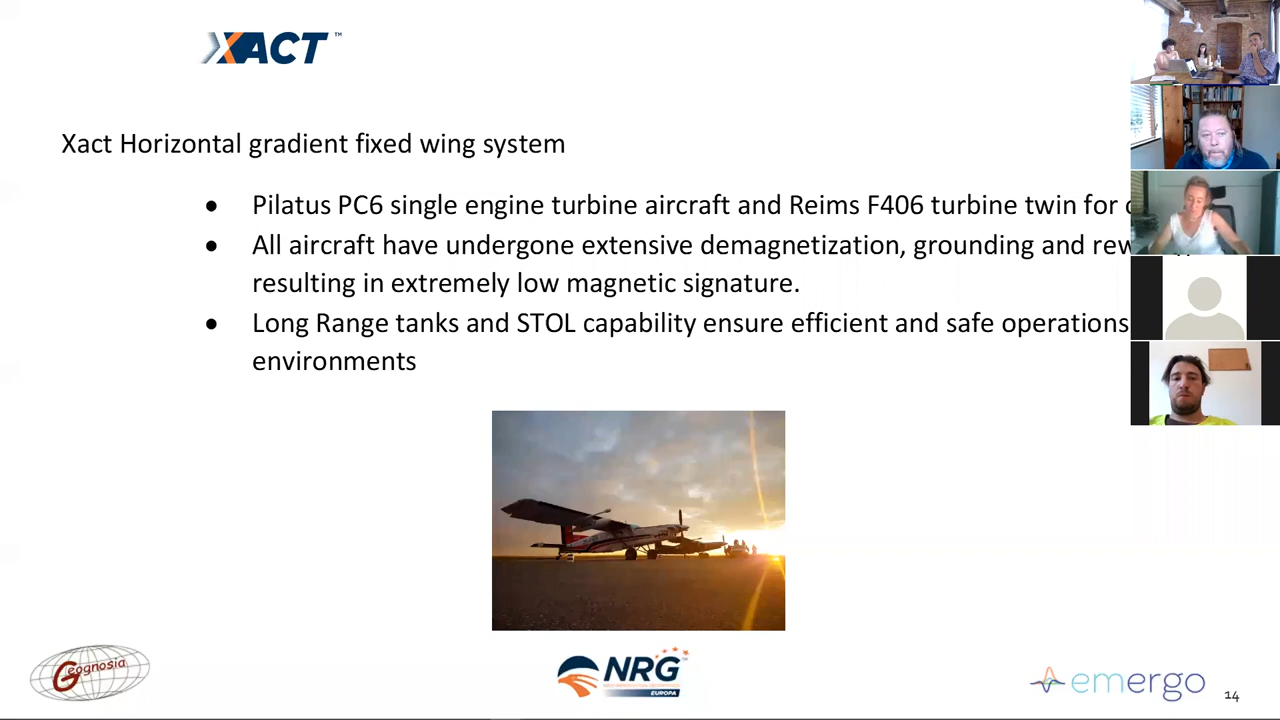 XACT™
Xact Horizontal gradient fixed wing system
• Pilatus PC6 single engine turbine aircraft and Reims F406 turbine twin for
• All aircraft have undergone extensive demagnetization, grounding and
resulting in extremely low magnetic signature.
• Long Range tanks and STOL capability ensure efficient and safe operations
environments
Geognosia
NRG™
EUROPA
emergo
14